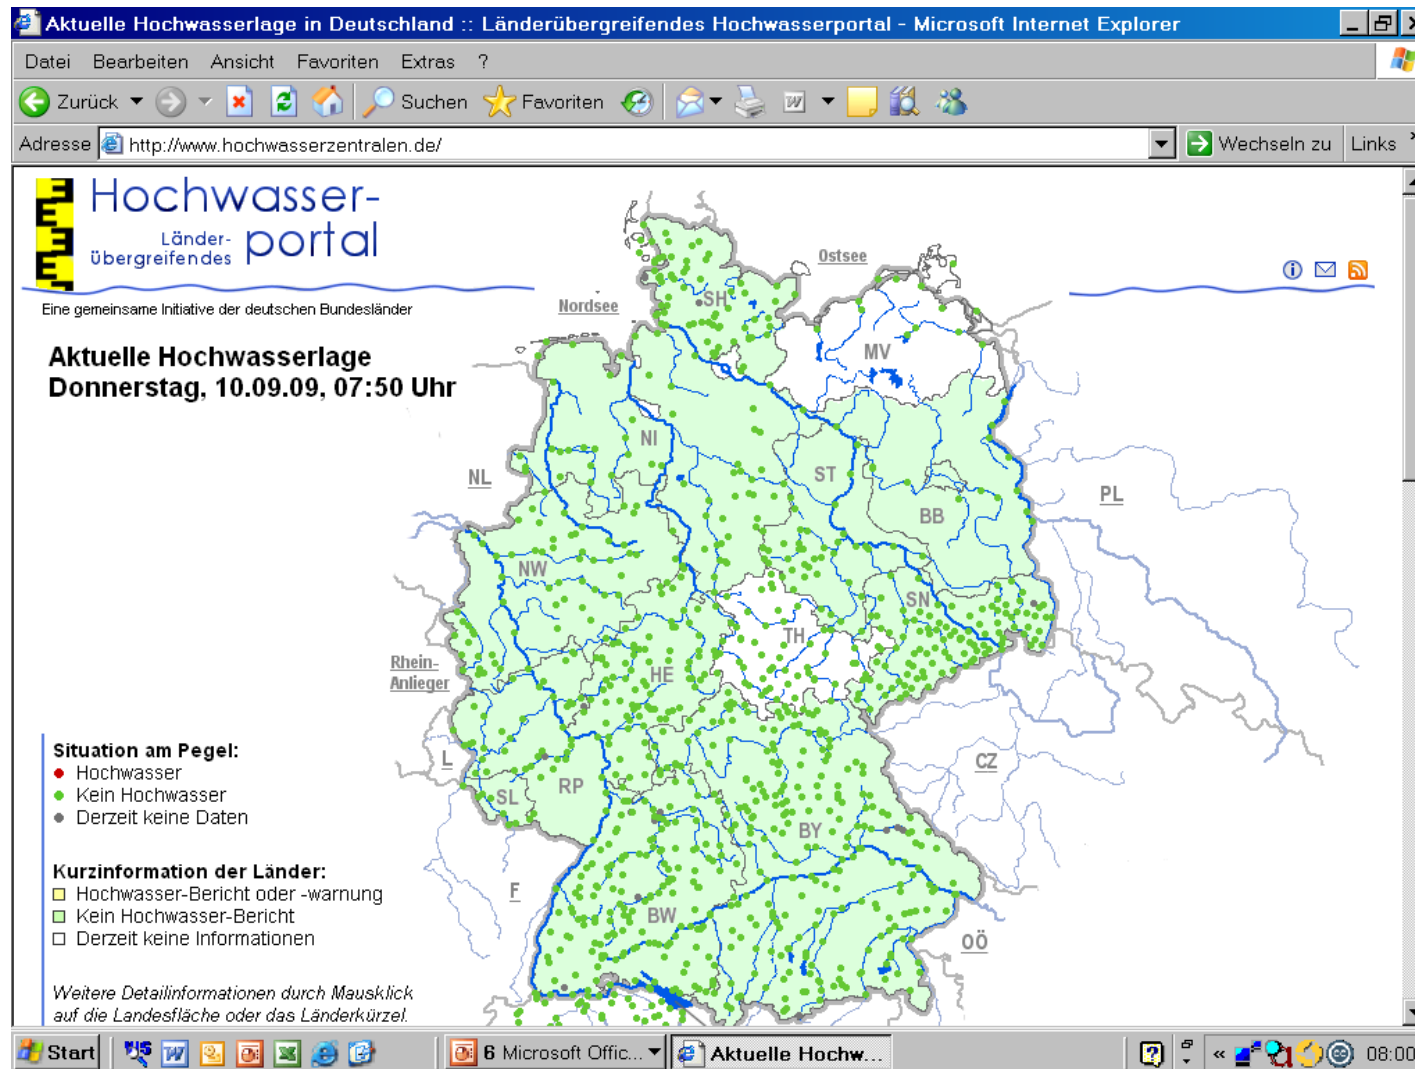 Aktuelle Hochwasserlage in Deutschland :: Länderübergreifendes Hochwasserportal - Microsoft Internet Explorer
Datei Bearbeiten Ansicht Favoriten Extras ?
Zurück Suchen Favoriten
Adresse http://www.hochwasserzentralen.de/ Wechseln zu Links
Hochwasser-
Länder-
übergreifendes portal
Eine gemeinsame Initiative der deutschen Bundesländer
Aktuelle Hochwasserlage
Donnerstag, 10.09.09, 07:50 Uhr
Ostsee
Nordsee
SH
MV
NI
NL
ST
PL
BB
NW
SN
TH
Rhein-
Anlieger
HE
L
CZ
RP
SL
BY
F
BW
OÖ
Situation am Pegel:
Hochwasser
Kein Hochwasser
Derzeit keine Daten
Kurzinformation der Länder:
Hochwasser-Bericht oder -warnung
Kein Hochwasser-Bericht
Derzeit keine Informationen
Weitere Detailinformationen durch Mausklick
auf die Landesfläche oder das Länderkürzel.
Start 6 Microsoft Offic... Aktuelle Hochw... « 08:00